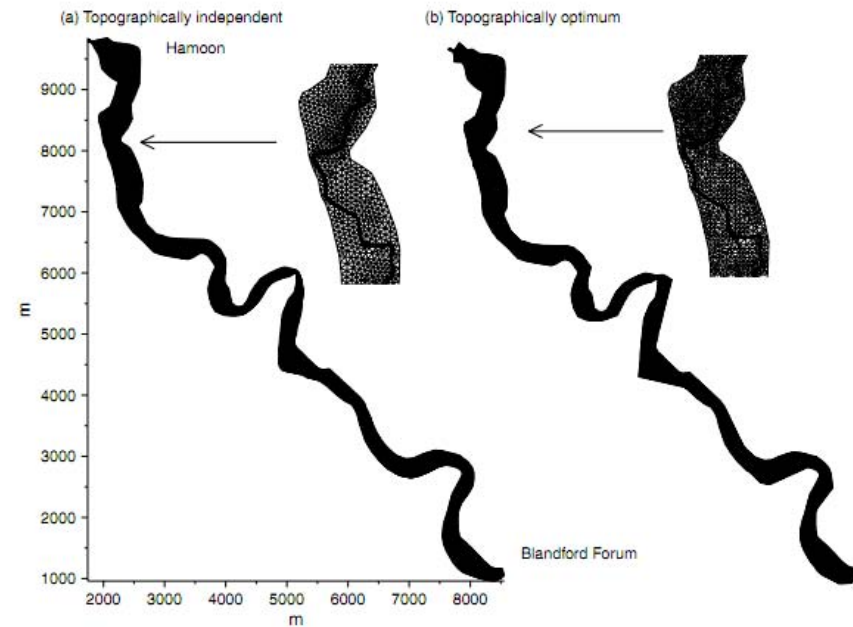 (a) Topographically independent
(b) Topographically optimum
Hamoon
9000
8000
7000
6000
m
5000
4000
3000
2000
Blandford Forum
1000
2000 3000 4000 5000 6000 7000 8000
m